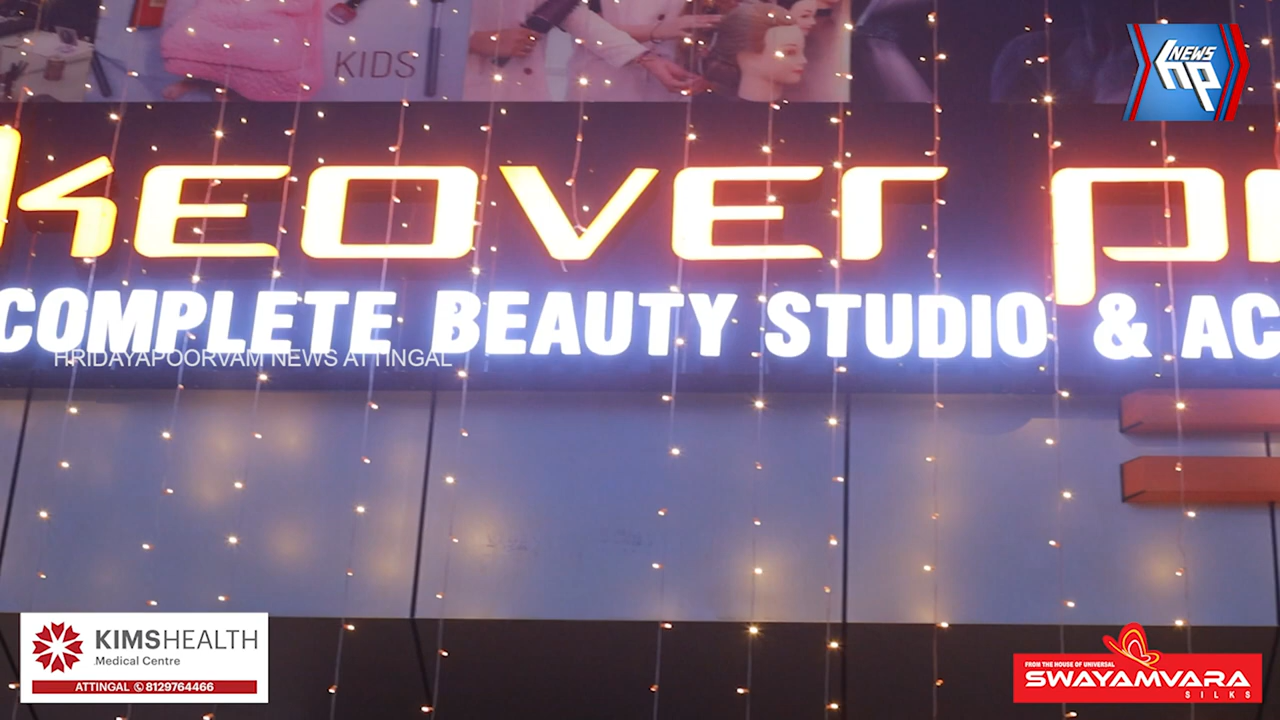 KIDS
NEWS
hp
keover pr
COMPLETE BEAUTY STUDIO & AC
HRIDAYAPOORVAM NEWS ATTINGAL
KIMSHEALTH
Medical Centre
ATTINGAL 8129764466
FROM THE HOUSE OF UNIVERSAL
SWAYAMVARA
SILKS